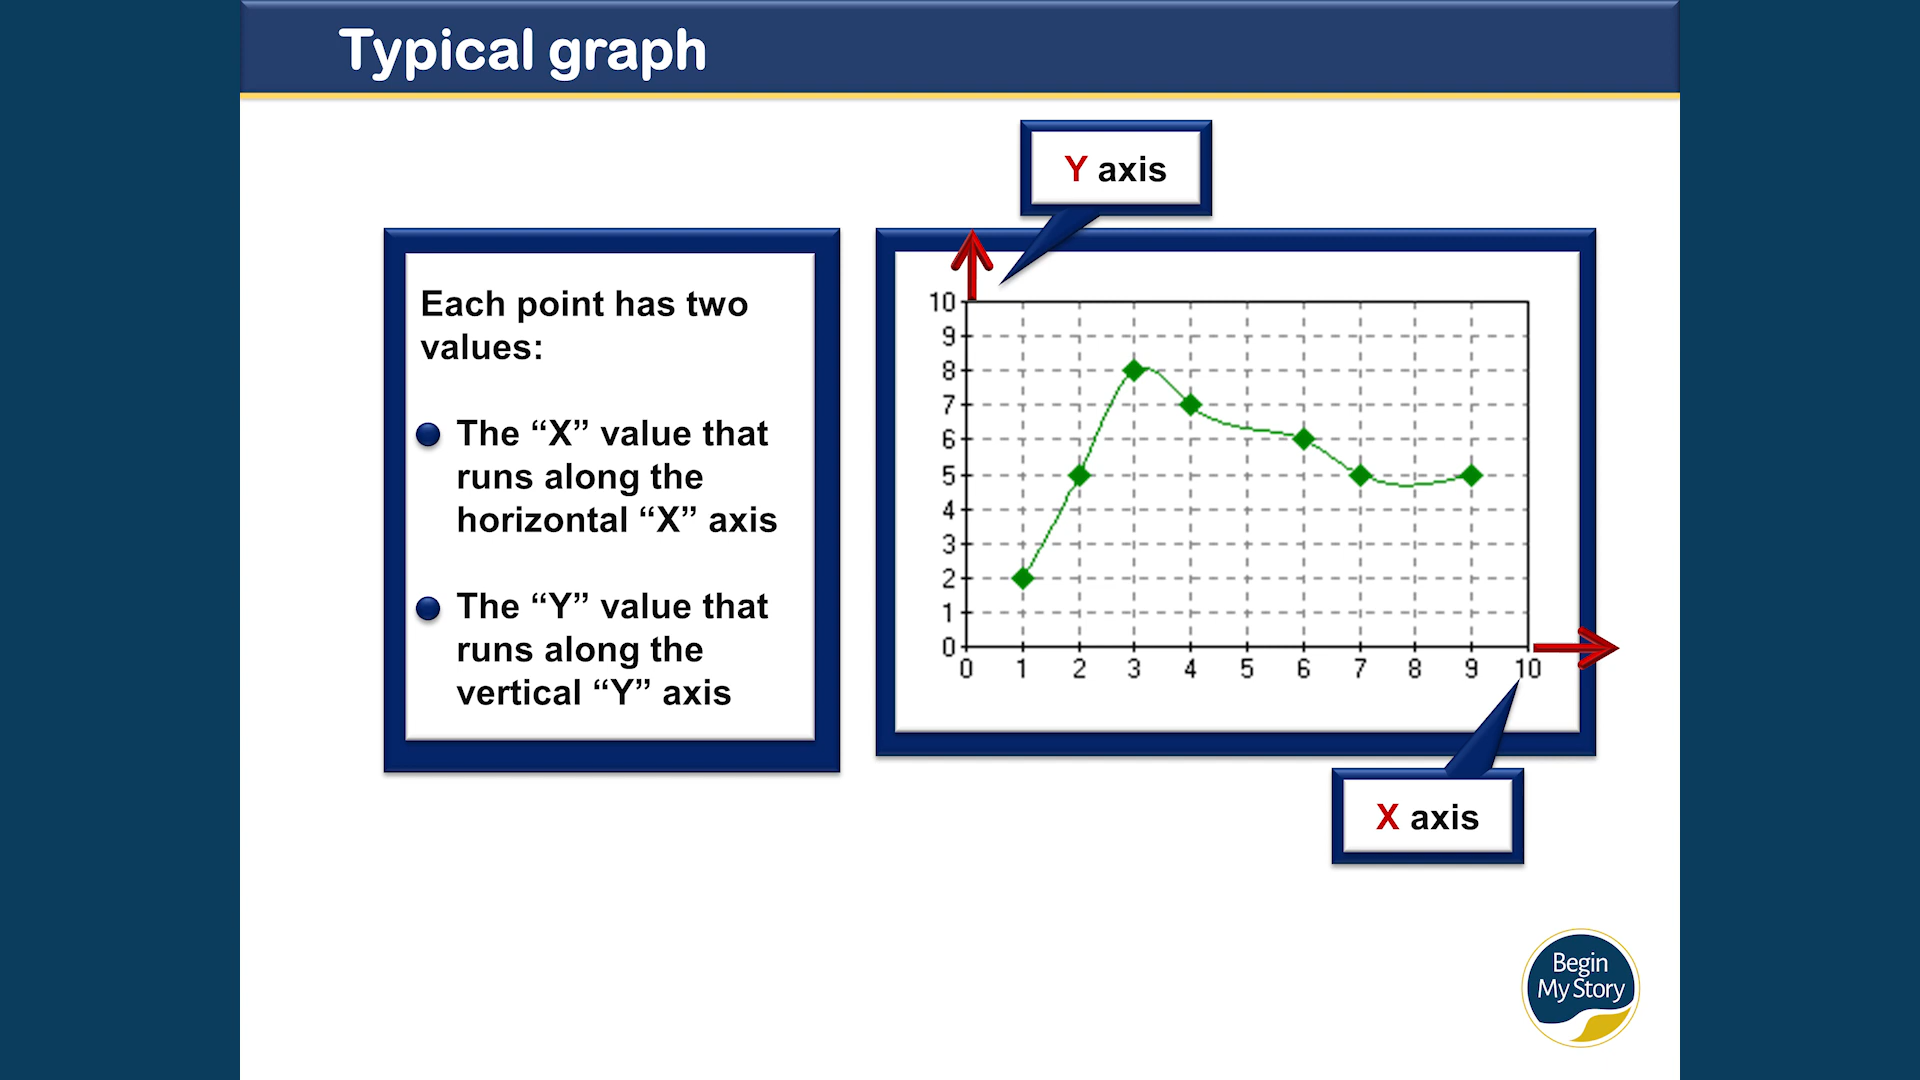 Typical graph
Y axis
Each point has two
values:
The “X” value that
runs along the
horizontal “X” axis
The “Y” value that
runs along the
vertical “Y” axis
10
9
8
7
6
5
4
3
2
1
0
0 1 2 3 4 5 6 7 8 9 10
X axis
Begin
My Story